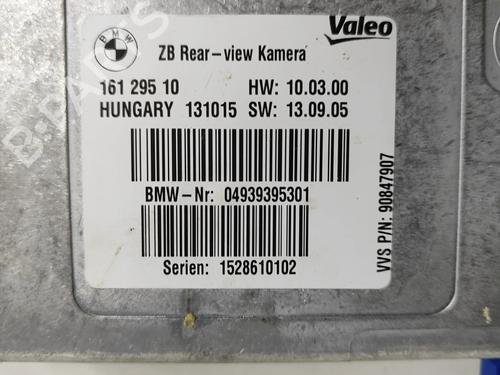 BMW
Valeo
ZB Rear-view Kamera
161 295 10 HW: 10.03.00
HUNGARY 131015 SW: 13.09.05
BMW-Nr: 04939395301
Serien: 1528610102
VVS P/N: 90847907
B-PARTS